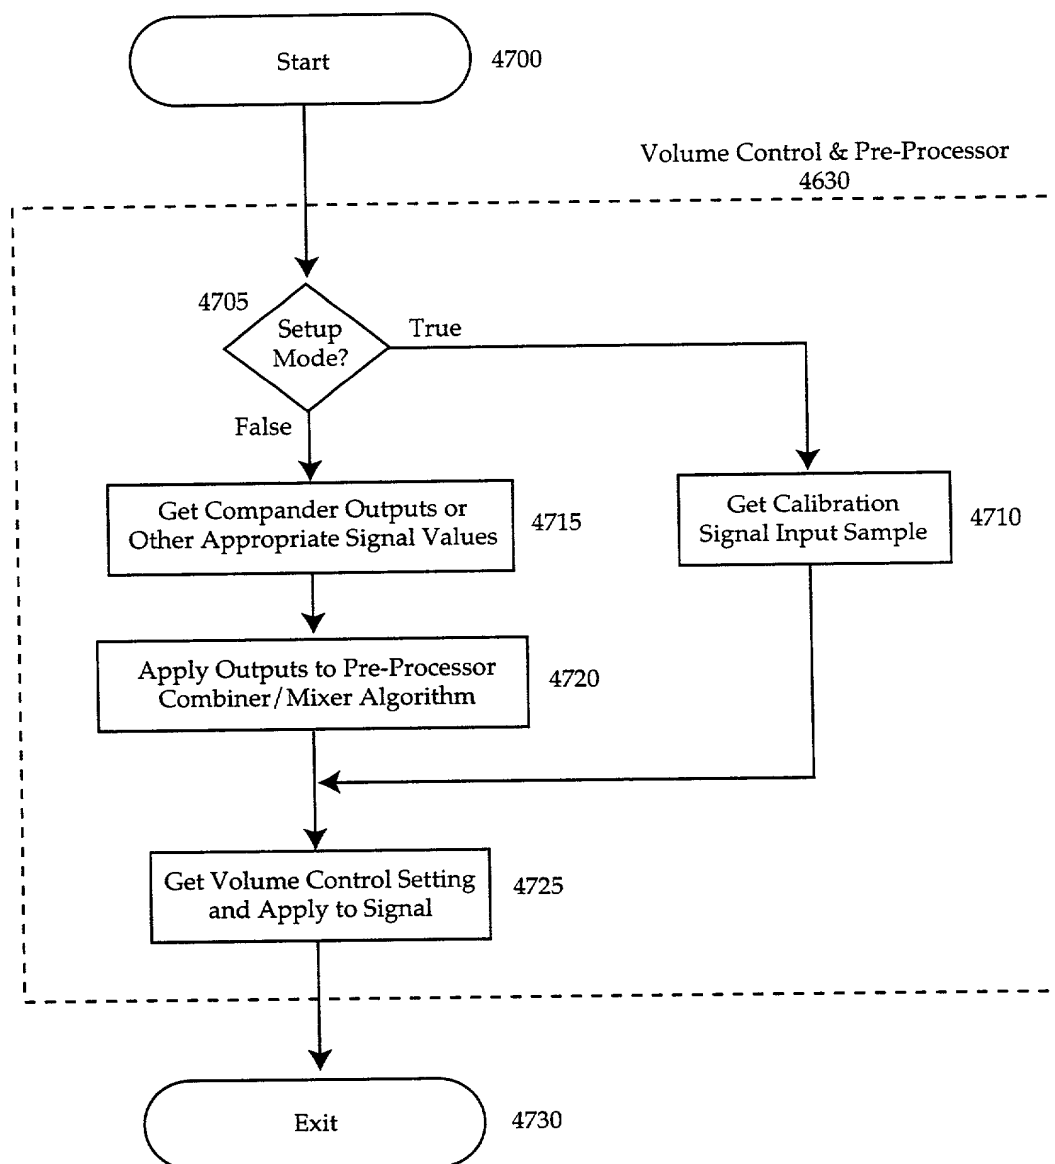 Start
4700
Volume Control & Pre-Processor
4630
4705
Setup
Mode?
True
False
Get Compander Outputs or
Other Appropriate Signal Values
4715
Get Calibration
Signal Input Sample
4710
Apply Outputs to Pre-Processor
Combiner/Mixer Algorithm
4720
Get Volume Control Setting
and Apply to Signal
4725
Exit
4730